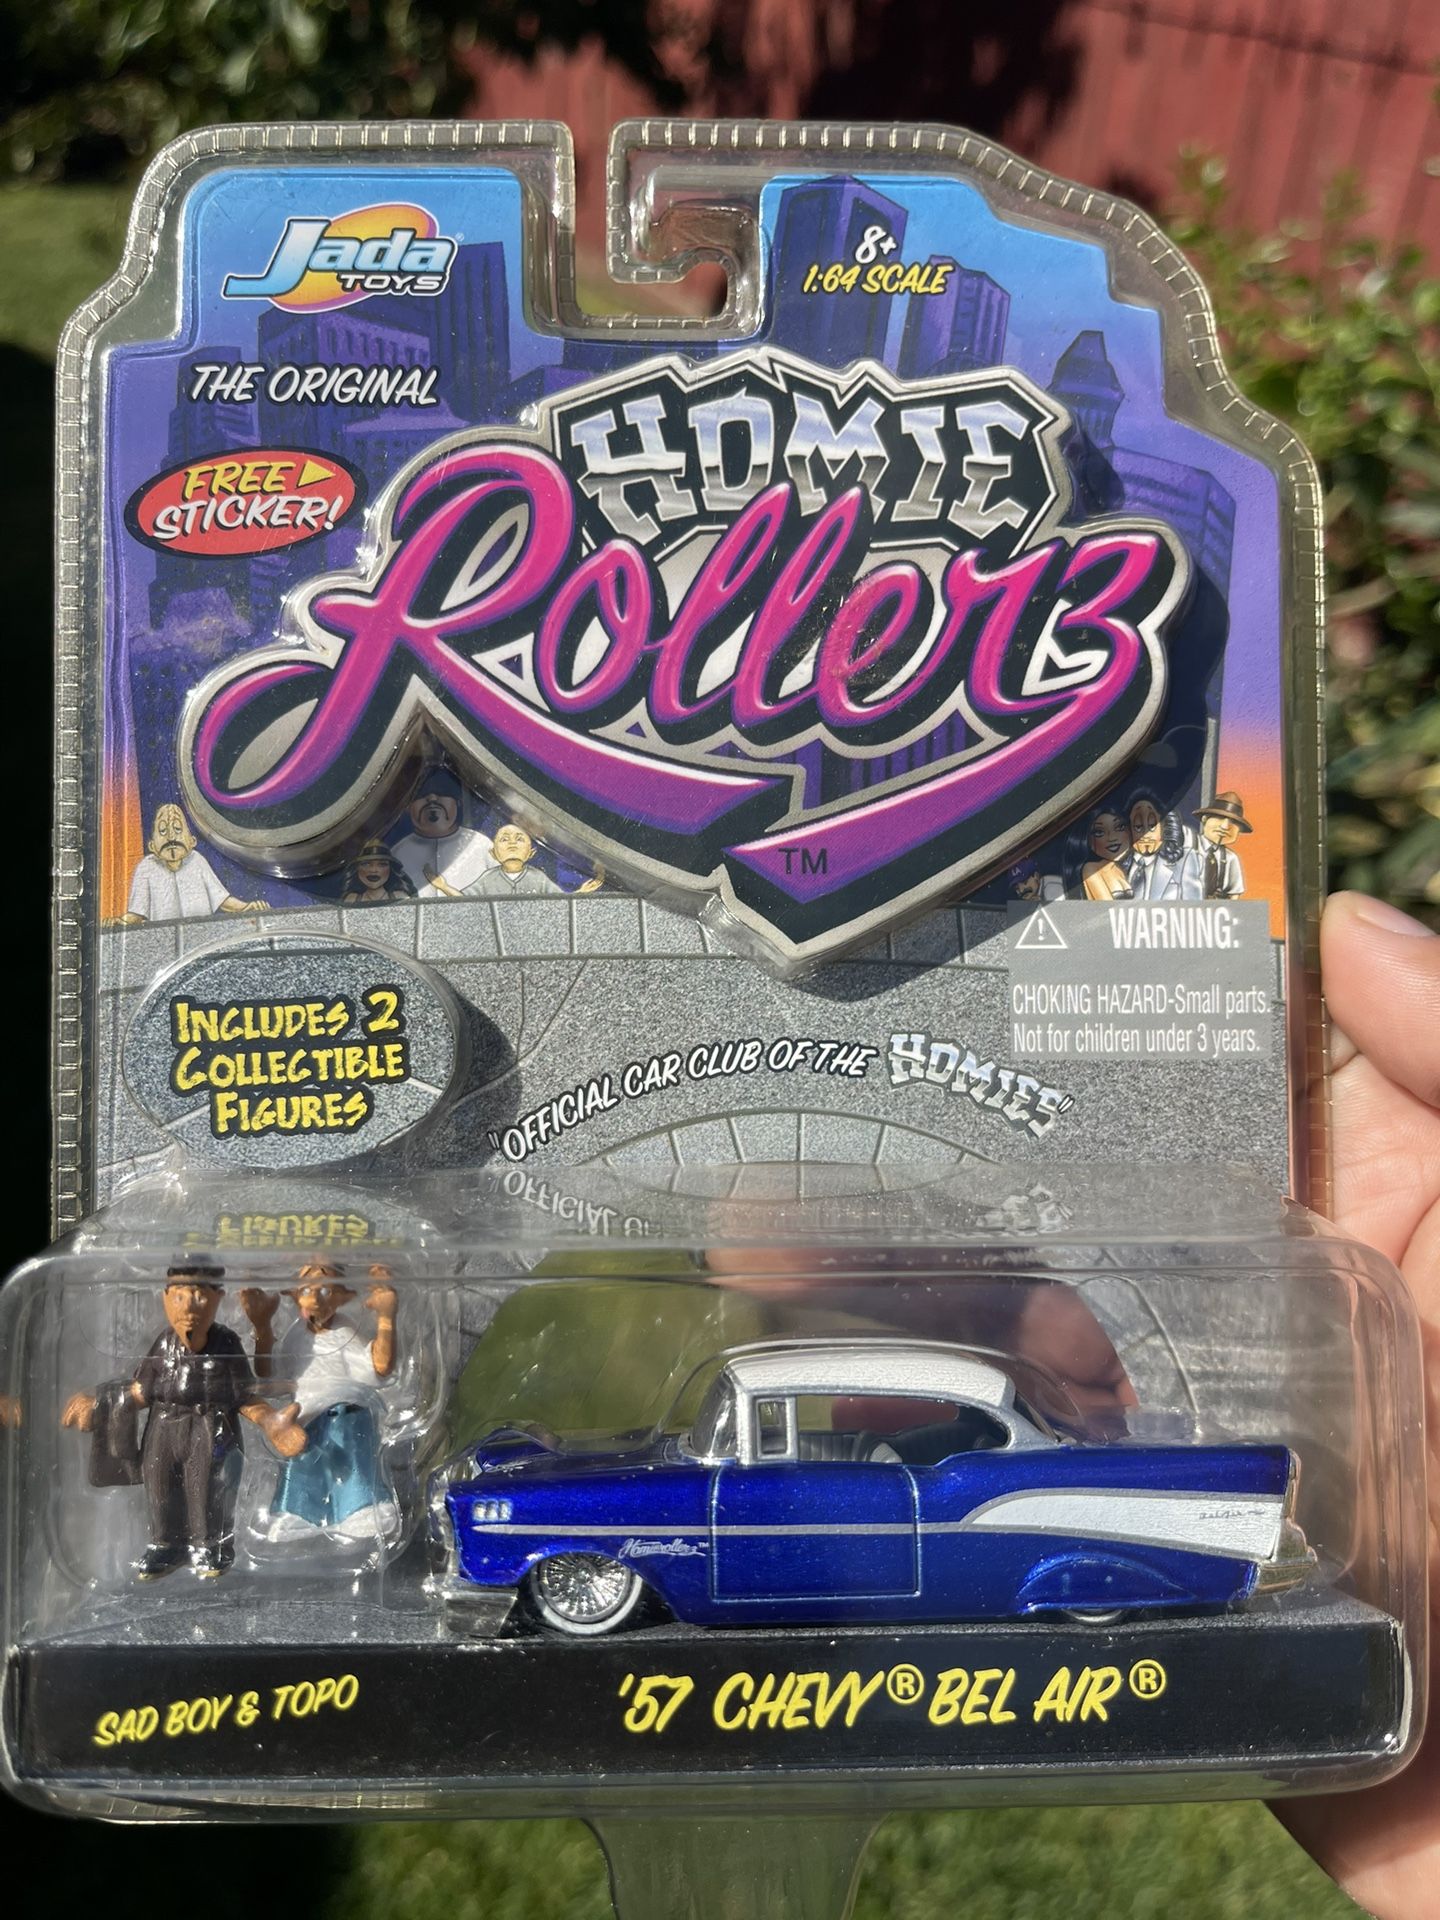 Jada®
TOYS
8+
1:64 SCALE
THE ORIGINAL
HOMIE
Rollerz
TM
FREE
STICKER!
WARNING:
CHOKING HAZARD-Small parts.
Not for children under 3 years.
INCLUDES 2
COLLECTIBLE
FIGURES
"OFFICIAL CAR CLUB OF THE HOMIES"
Homierollerz™
SAD BOY & TOPO
'57 CHEVY® BEL AIR®